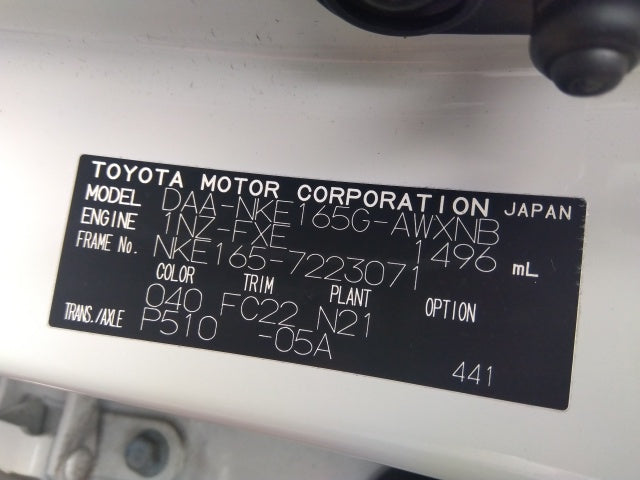 TOYOTA MOTOR CORPORATION JAPAN
MODEL DAA-NKE165G-AWXNB
ENGINE 1NZ-FXE 1496 mL
FRAME No. NKE165-7223071
COLOR TRIM PLANT OPTION
040 FC22 N21
TRANS./AXLE P510 -05A
441